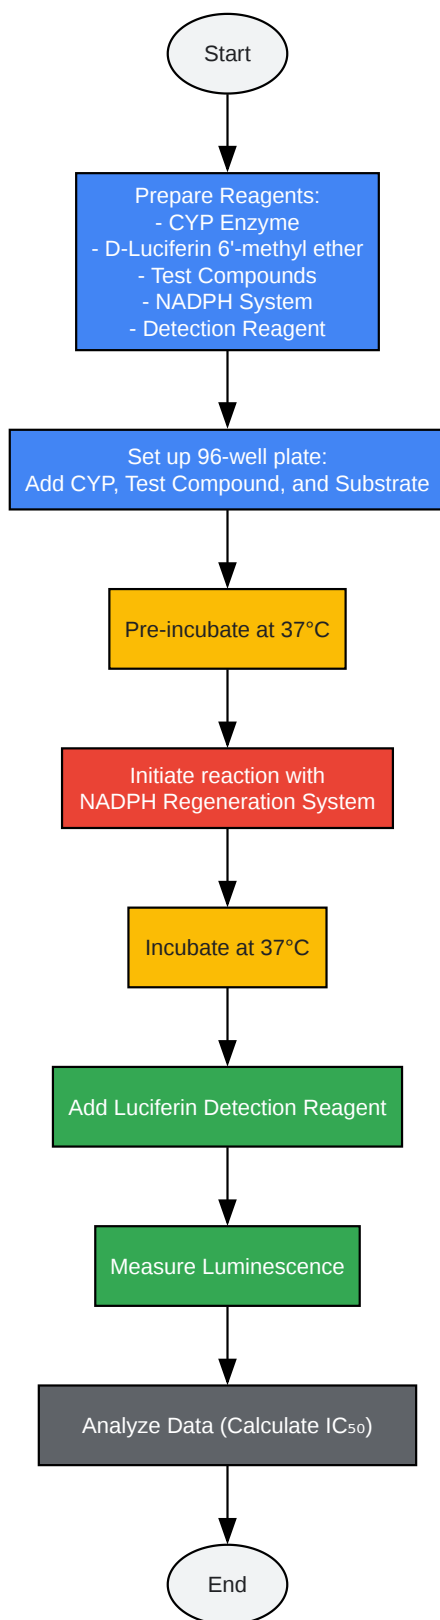 Start
Prepare Reagents:
- CYP Enzyme
- D-Luciferin 6'-methyl ether
- Test Compounds
- NADPH System
- Detection Reagent
Set up 96-well plate:
Add CYP, Test Compound, and Substrate
Pre-incubate at 37°C
Initiate reaction with
NADPH Regeneration System
Incubate at 37°C
Add Luciferin Detection Reagent
Measure Luminescence
Analyze Data (Calculate IC₅₀)
End